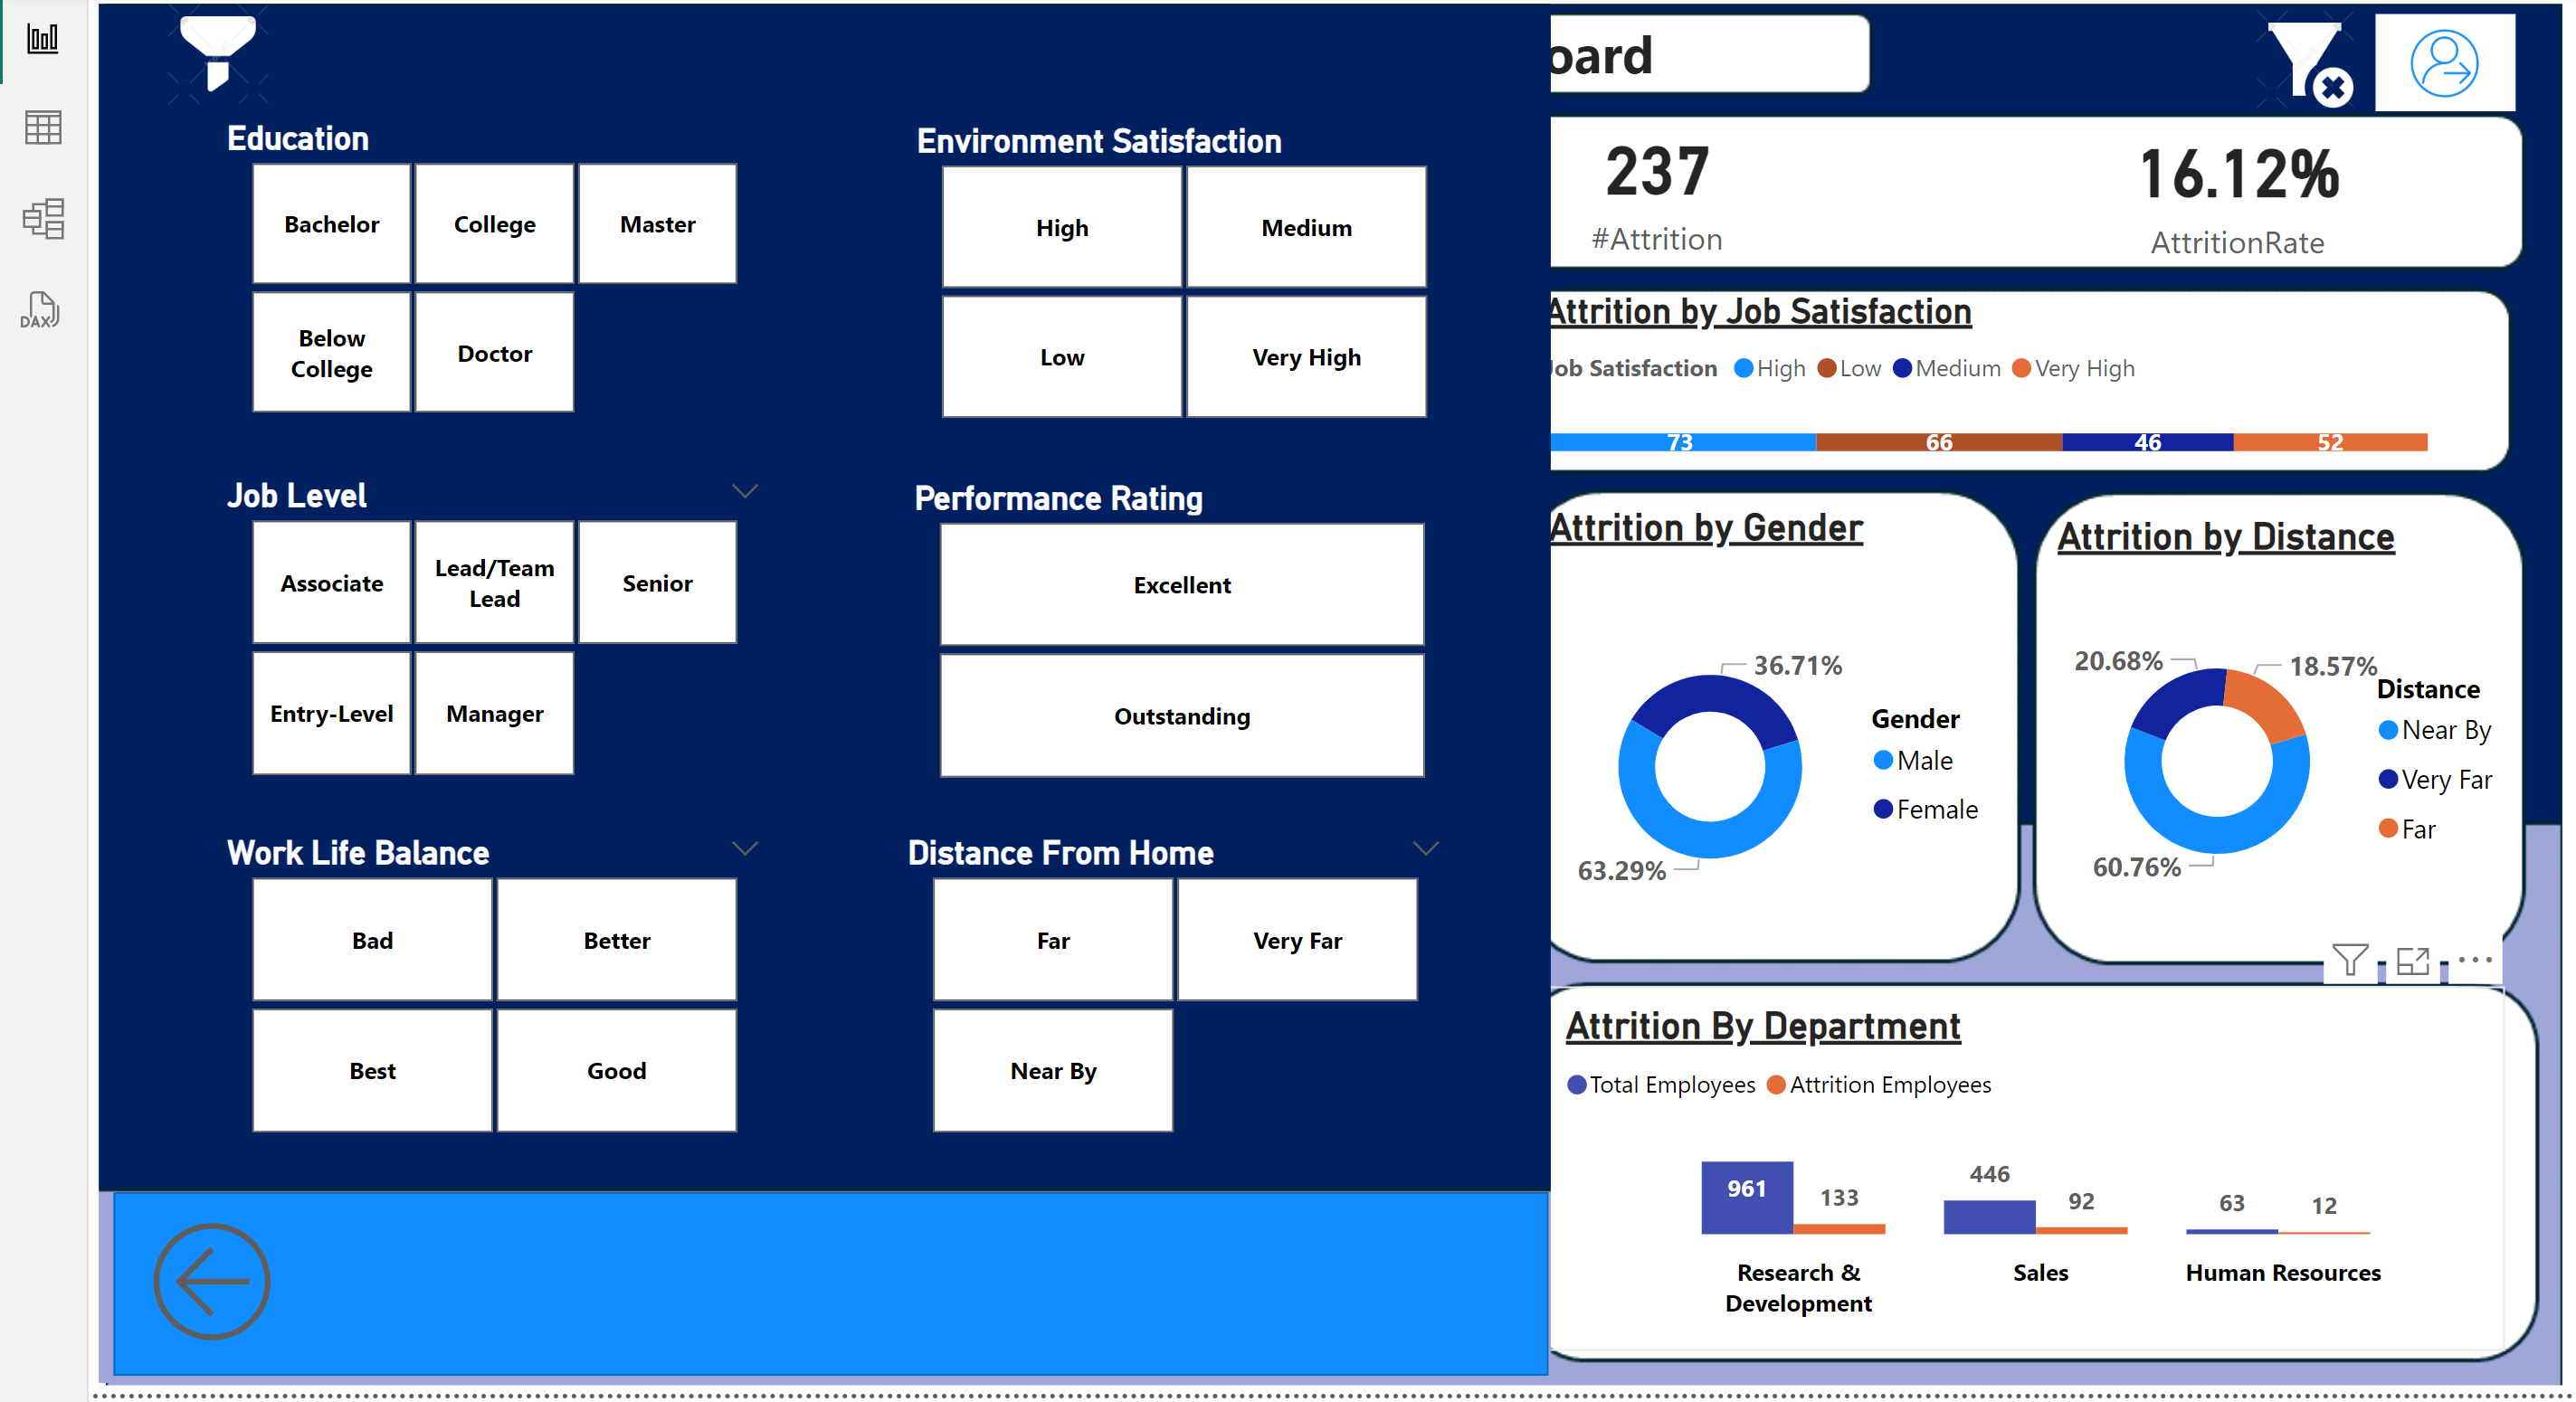 DAX
Education
Bachelor
College
Master
Below
College
Doctor
Environment Satisfaction
High
Medium
Low
Very High
Job Level
Associate
Lead/Team
Lead
Senior
Entry-Level
Manager
Performance Rating
Excellent
Outstanding
Work Life Balance
Bad
Better
Best
Good
Distance From Home
Far
Very Far
Near By
oard
237
#Attrition
16.12%
AttritionRate
Attrition by Job Satisfaction
Job Satisfaction High Low Medium Very High
73 66 46 52
Attrition by Gender
36.71%
63.29%
Gender
Male
Female
Attrition by Distance
20.68%
18.57%
60.76%
Distance
Near By
Very Far
Far
Attrition By Department
Total Employees Attrition Employees
961 133 446 92 63 12
Research &
Development
Sales
Human Resources